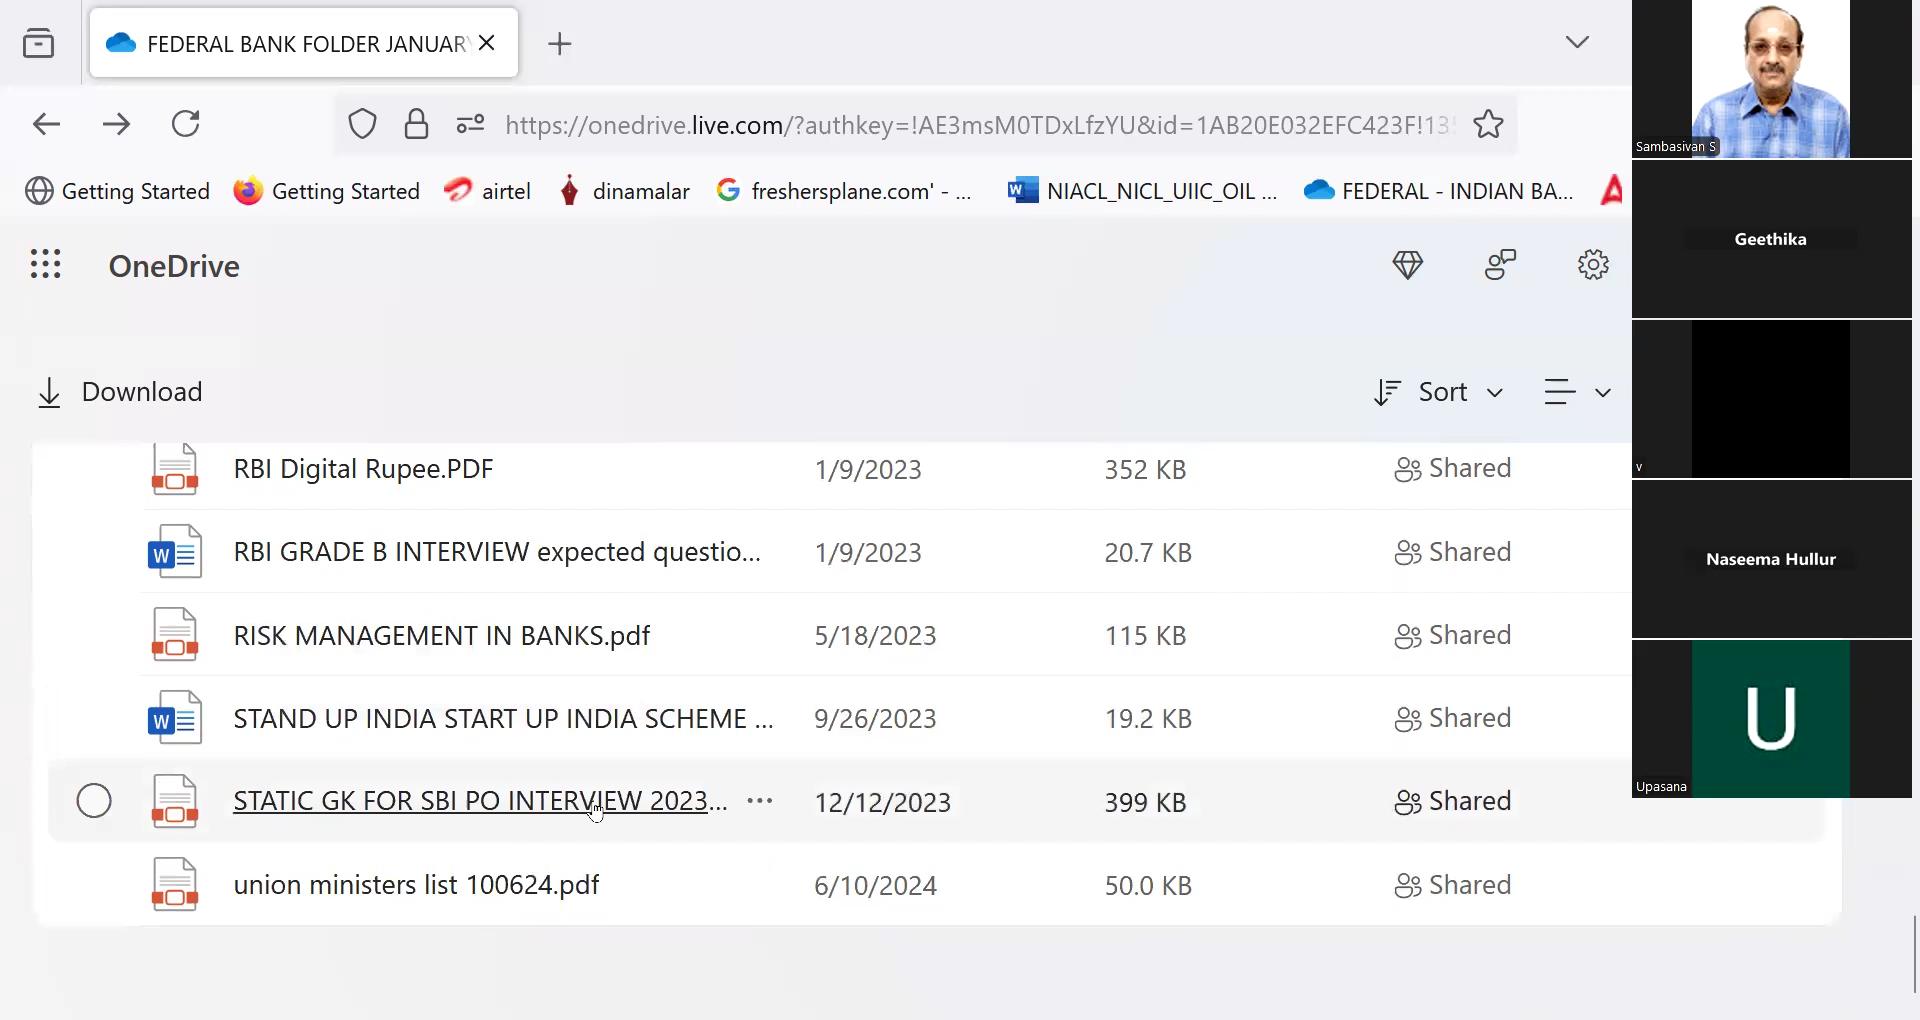 FEDERAL BANK FOLDER JANUARY
https://onedrive.live.com/?authkey=!AE3msM0TDxLfzYU&id=1AB20E032EFC423F!13
Getting Started
Getting Started
airtel
dinamalar
freshersplane.com' - ...
NIACL_NICL_UIIC_OIL ...
FEDERAL - INDIAN BA...
OneDrive
Download
Sort
RBI Digital Rupee.PDF 1/9/2023 352 KB Shared
RBI GRADE B INTERVIEW expected questio... 1/9/2023 20.7 KB Shared
RISK MANAGEMENT IN BANKS.pdf 5/18/2023 115 KB Shared
STAND UP INDIA START UP INDIA SCHEME ... 9/26/2023 19.2 KB Shared
STATIC GK FOR SBI PO INTERVIEW 2023... 12/12/2023 399 KB Shared
union ministers list 100624.pdf 6/10/2024 50.0 KB Shared
Sambasivan S
Geethika
v
Naseema Hullur
U
Upasana